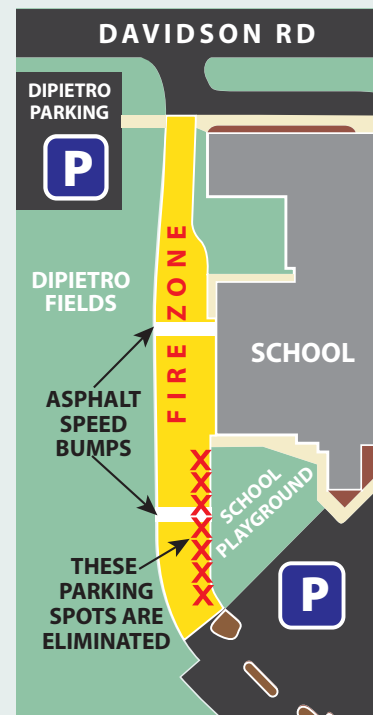 DAVIDSON RD
DIPIETRO
PARKING
P
FIRE ZONE
DIPIETRO
FIELDS
SCHOOL
ASPHALT
SPEED
BUMPS
X
X
X
X
X
X
X
SCHOOL
PLAYGROUND
THESE
PARKING
SPOTS ARE
ELIMINATED
P